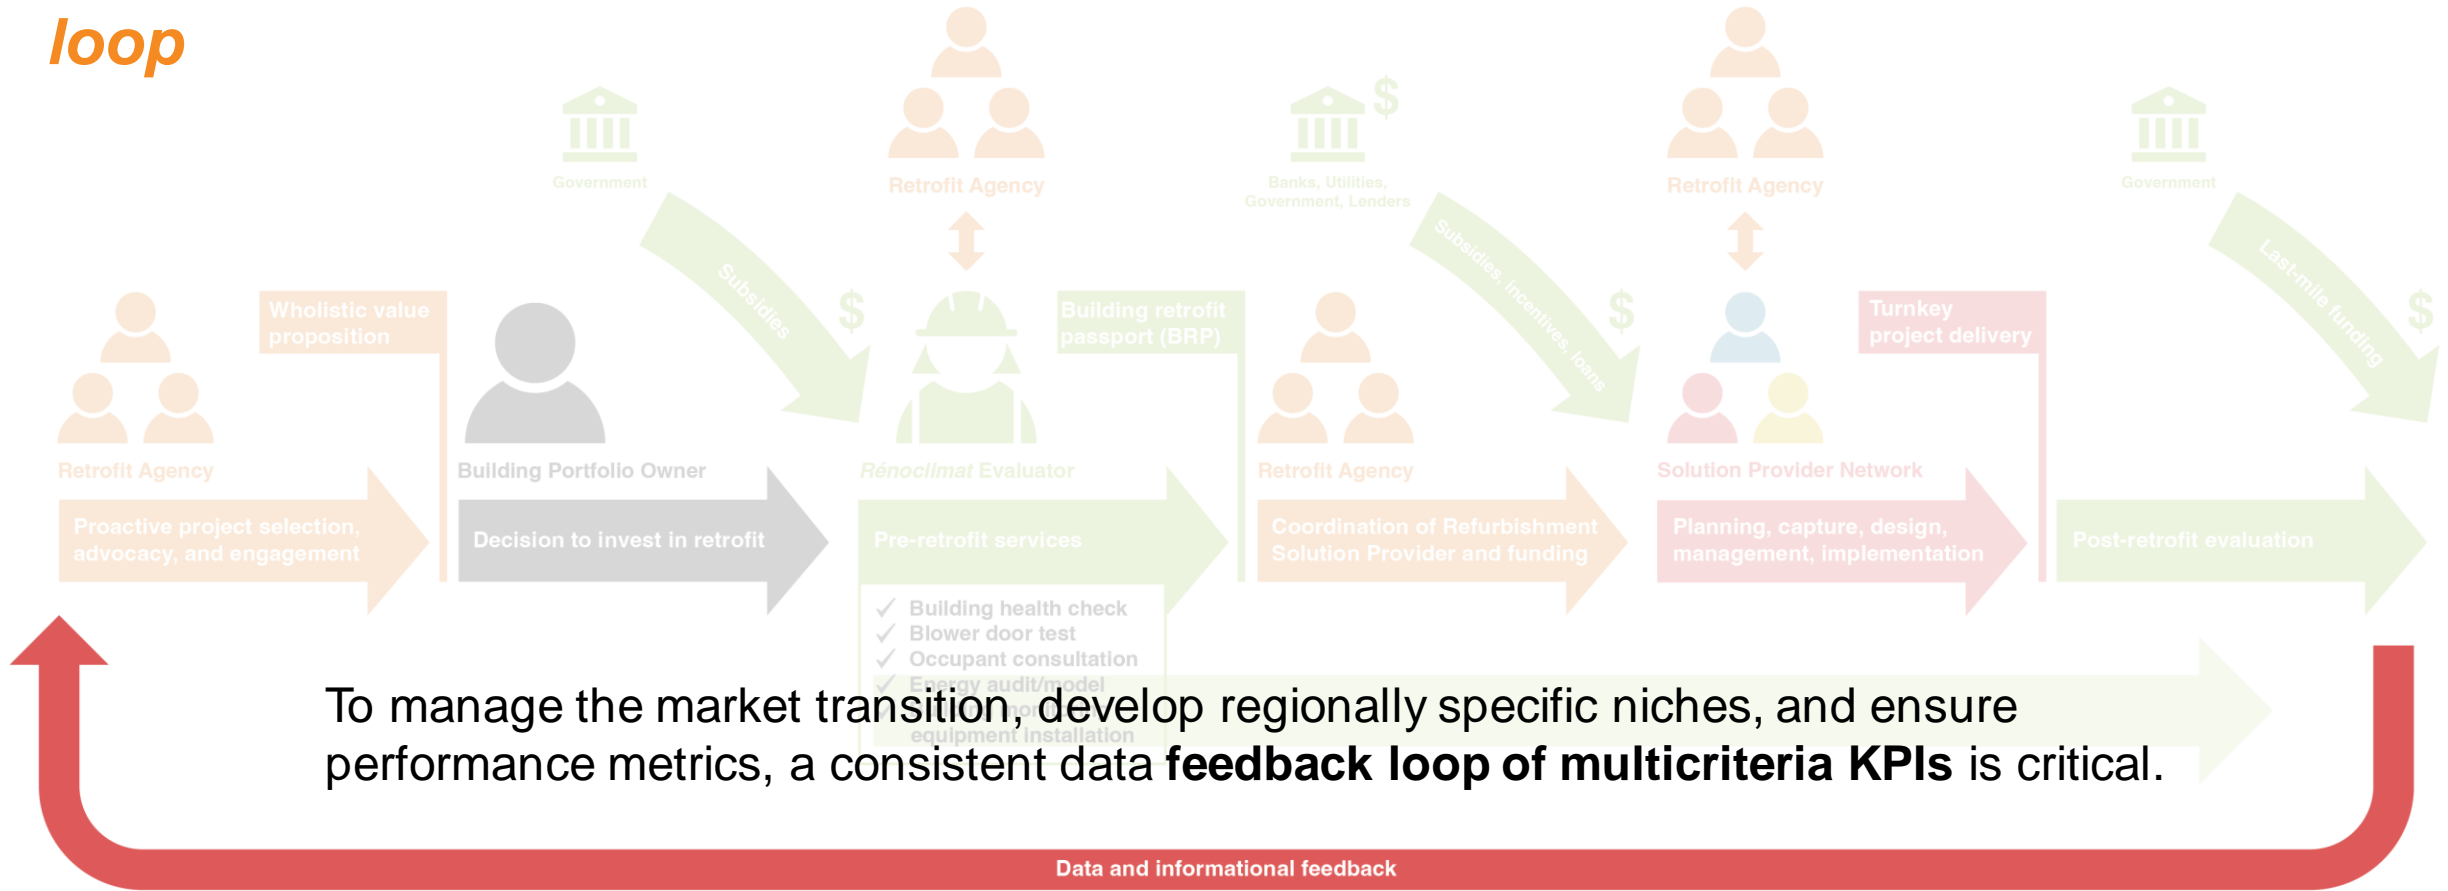 loop
Government
Retrofit Agency
Banks, Utilities,
Government, Lenders
Retrofit Agency
Government
Subsidies
Subsidies, incentives, loans
Last-mile funding
$
$
$
$
Wholistic value
proposition
Building retrofit
passport (BRP)
Turnkey
project delivery
Retrofit Agency
Building Portfolio Owner
Rénoclimat Evaluator
Retrofit Agency
Solution Provider Network
Proactive project selection,
advocacy, and engagement
Decision to invest in retrofit
Pre-retrofit services
Coordination of Refurbishment
Solution Provider and funding
Planning, capture, design,
management, implementation
Post-retrofit evaluation
✓ Building health check
✓ Blower door test
✓ Occupant consultation
✓ Energy audit/model
equipment installation
To manage the market transition, develop regionally specific niches, and ensure
performance metrics, a consistent data feedback loop of multicriteria KPIs is critical.
Data and informational feedback